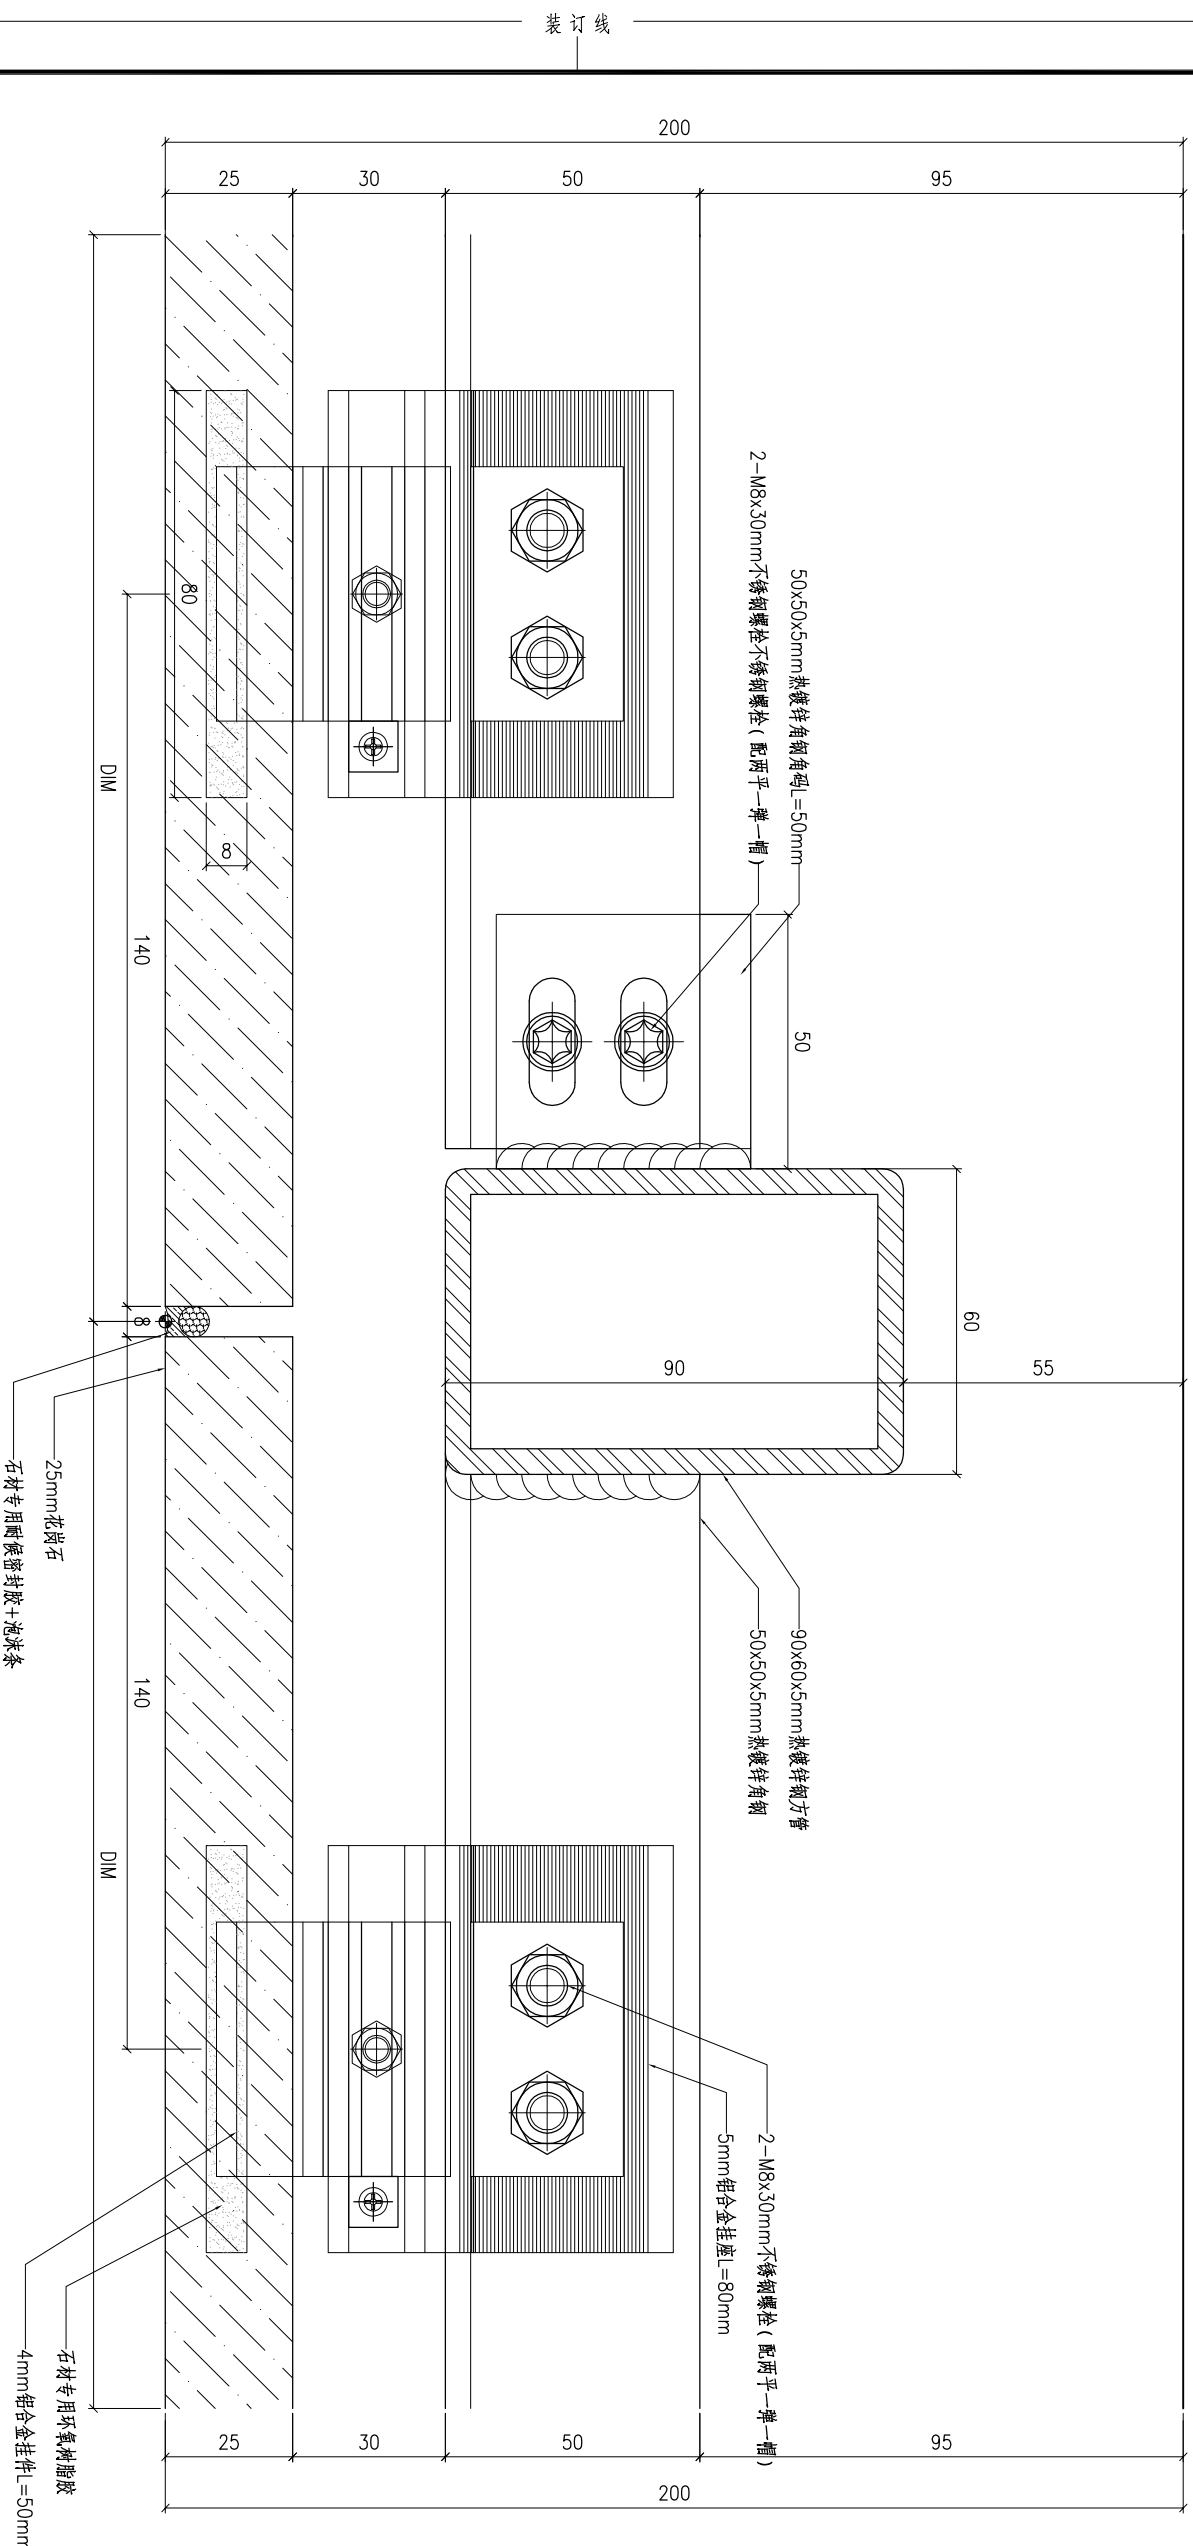 装订线
200
25
30
50
95
2-M8x30mm不锈钢螺栓不锈钢螺栓(配两平一弹一帽)
50x50x5mm热镀锌角钢角码L=50mm
80
8
DIM
140
50
60
90
55
8
25mm花岗石
石材专用耐候密封胶+泡沫条
90x60x5mm热镀锌钢方管
50x50x5mm热镀锌角钢
140
DIM
2-M8x30mm不锈钢螺栓(配两平一弹一帽)
5mm铝合金挂座L=80mm
石材专用环氧树脂胶
4mm铝合金挂件L=50mm
25
30
50
95
200